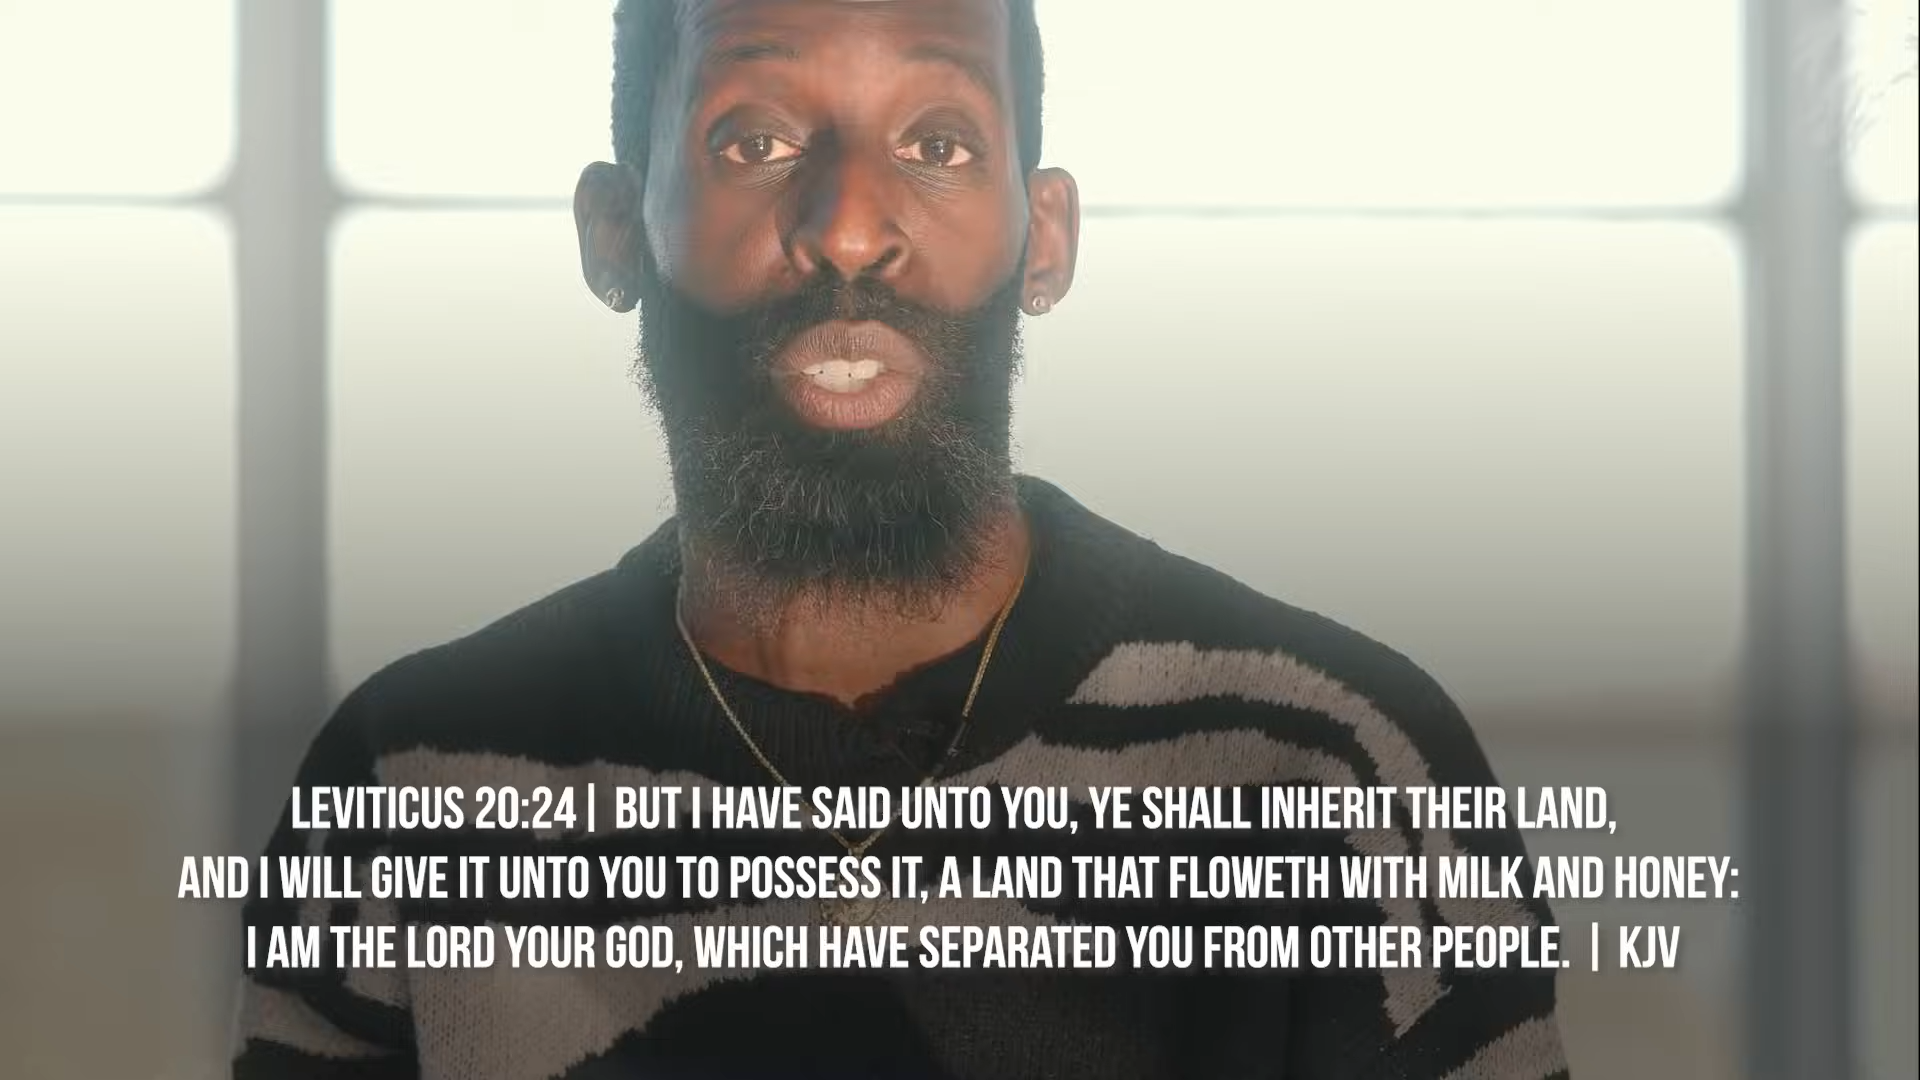 LEVITICUS 20:24| BUT I HAVE SAID UNTO YOU, YE SHALL INHERIT THEIR LAND,
AND I WILL GIVE IT UNTO YOU TO POSSESS IT, A LAND THAT FLOWETH WITH MILK AND HONEY:
I AM THE LORD YOUR GOD, WHICH HAVE SEPARATED YOU FROM OTHER PEOPLE. | KJV